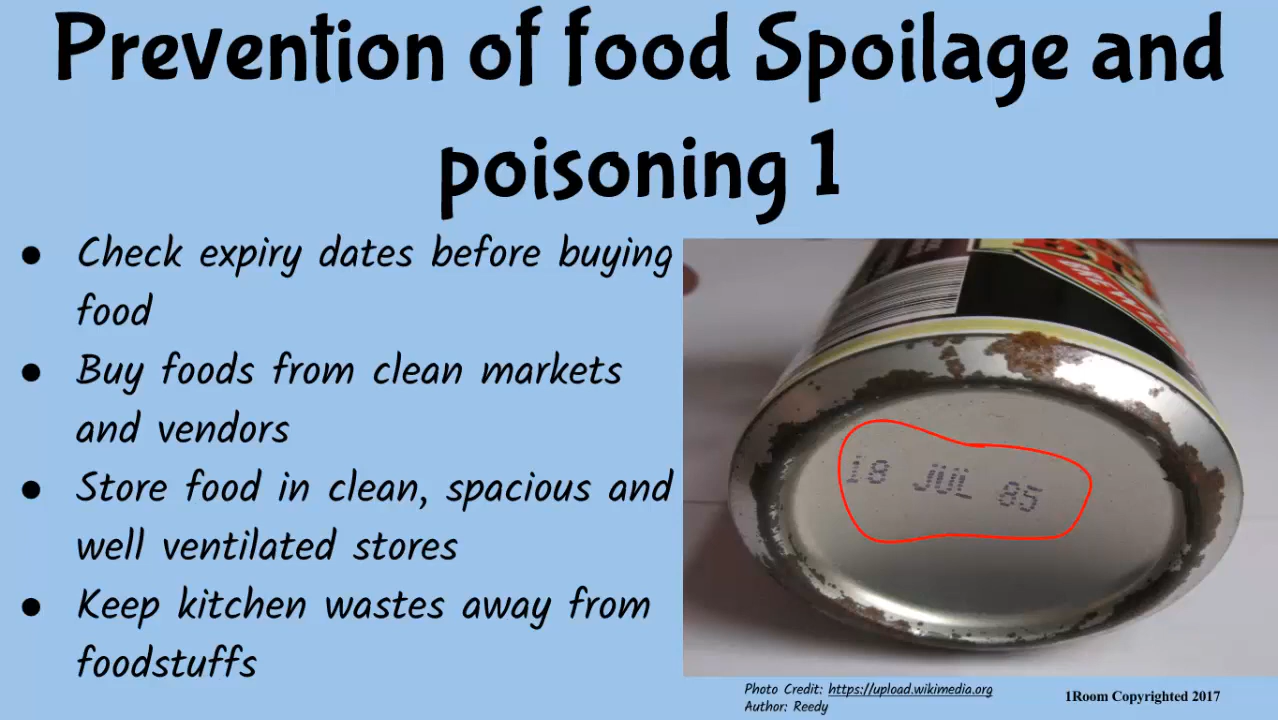 Prevention of food Spoilage and
poisoning 1
● Check expiry dates before buying
food
● Buy foods from clean markets
and vendors
● Store food in clean, spacious and
well ventilated stores
● Keep kitchen wastes away from
foodstuffs
18 JUL 85
Photo Credit: https://upload.wikimedia.org
Author: Reedy
1Room Copyrighted 2017